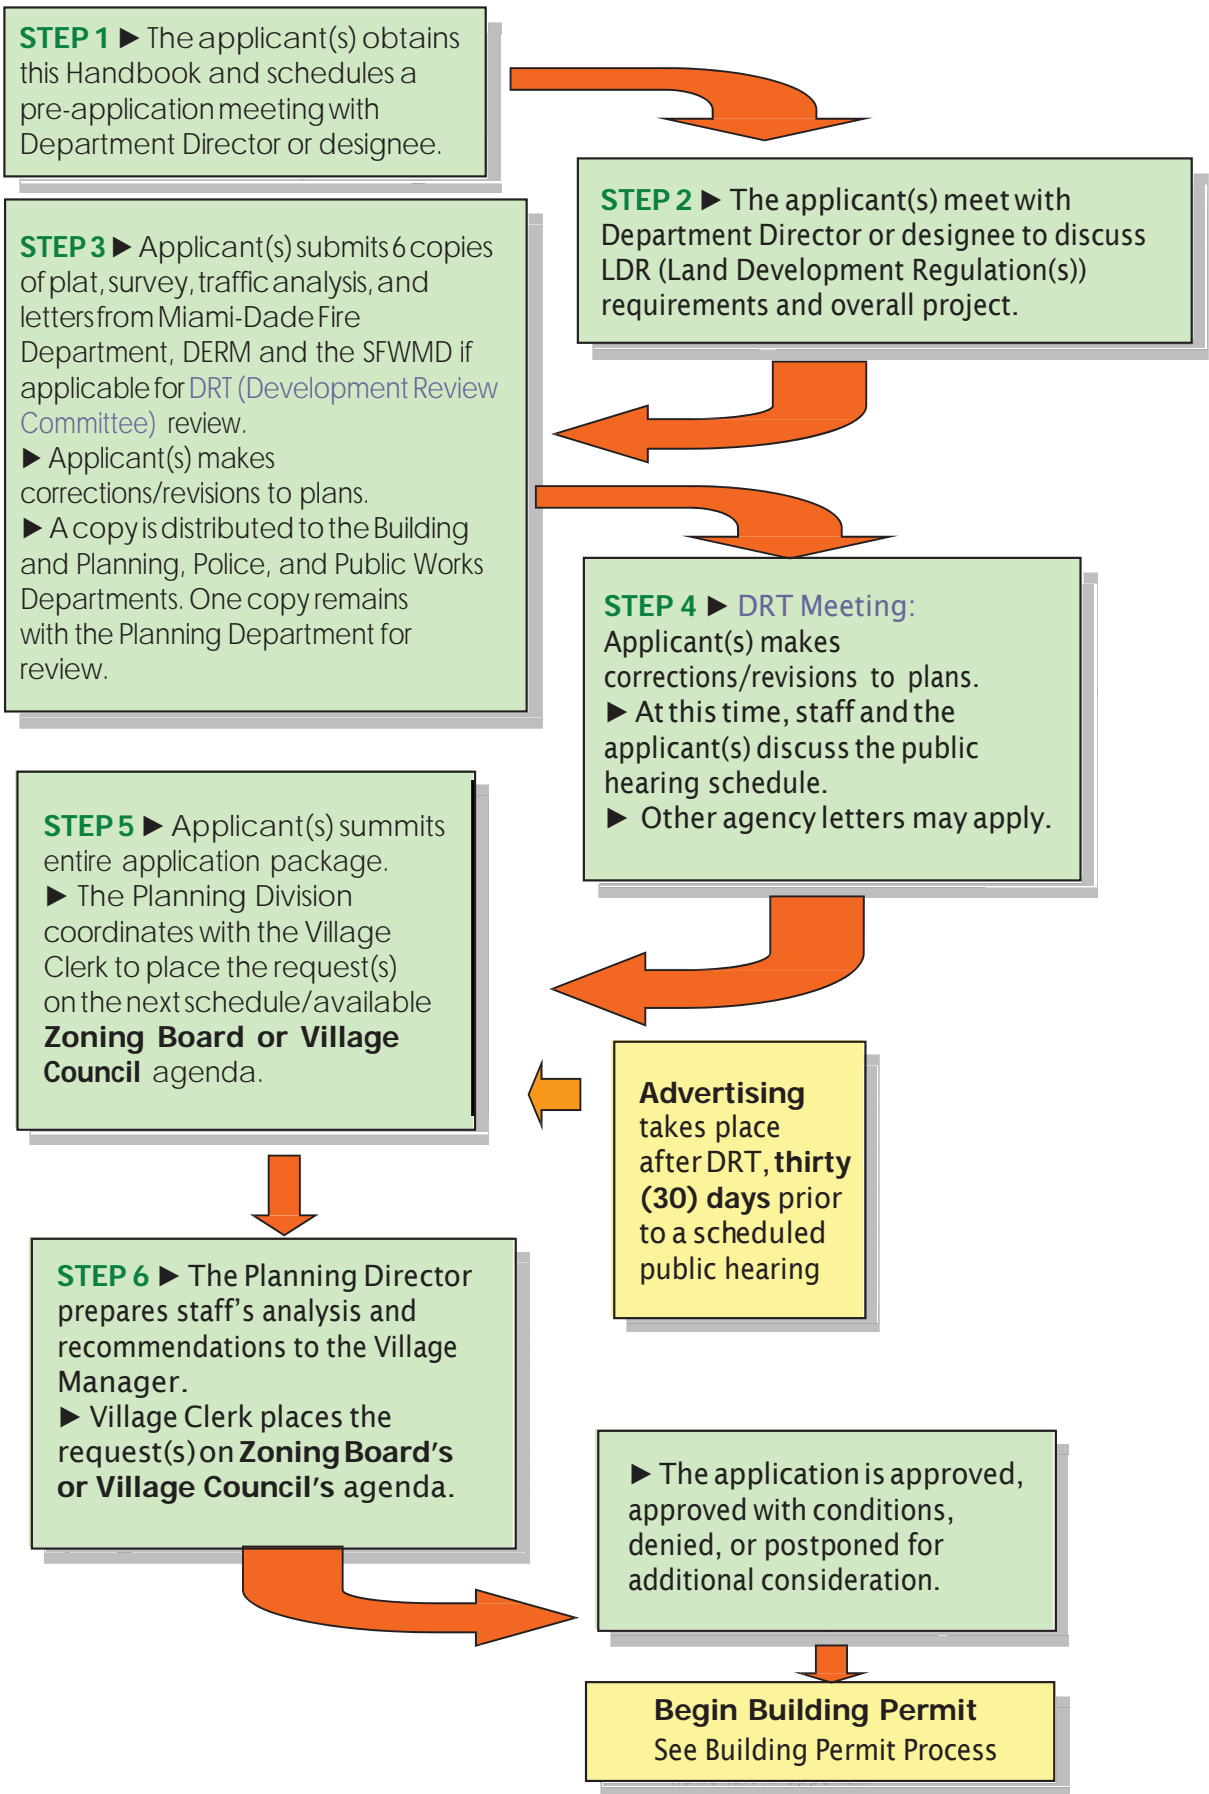 STEP 1 ► The applicant(s) obtains
this Handbook and schedules a
pre-application meeting with
Department Director or designee.
STEP 2 ► The applicant(s) meet with
Department Director or designee to discuss
LDR (Land Development Regulation(s))
requirements and overall project.
STEP 3 ► Applicant(s) submits 6 copies
of plat, survey, traffic analysis, and
letters from Miami-Dade Fire
Department, DERM and the SFWMD if
applicable for DRT (Development Review
Committee) review.
► Applicant(s) makes
corrections/revisions to plans.
► A copy is distributed to the Building
and Planning, Police, and Public Works
Departments. One copy remains
with the Planning Department for
review.
STEP 4 ► DRT Meeting:
Applicant(s) makes
corrections/revisions to plans.
► At this time, staff and the
applicant(s) discuss the public
hearing schedule.
► Other agency letters may apply.
STEP 5 ► Applicant(s) summits
entire application package.
► The Planning Division
coordinates with the Village
Clerk to place the request(s)
on the next schedule/available
Zoning Board or Village
Council agenda.
Advertising
takes place
after DRT, thirty
(30) days prior
to a scheduled
public hearing
STEP 6 ► The Planning Director
prepares staff's analysis and
recommendations to the Village
Manager.
► Village Clerk places the
request(s) on Zoning Board's
or Village Council's agenda.
► The application is approved,
approved with conditions,
denied, or postponed for
additional consideration.
Begin Building Permit
See Building Permit Process